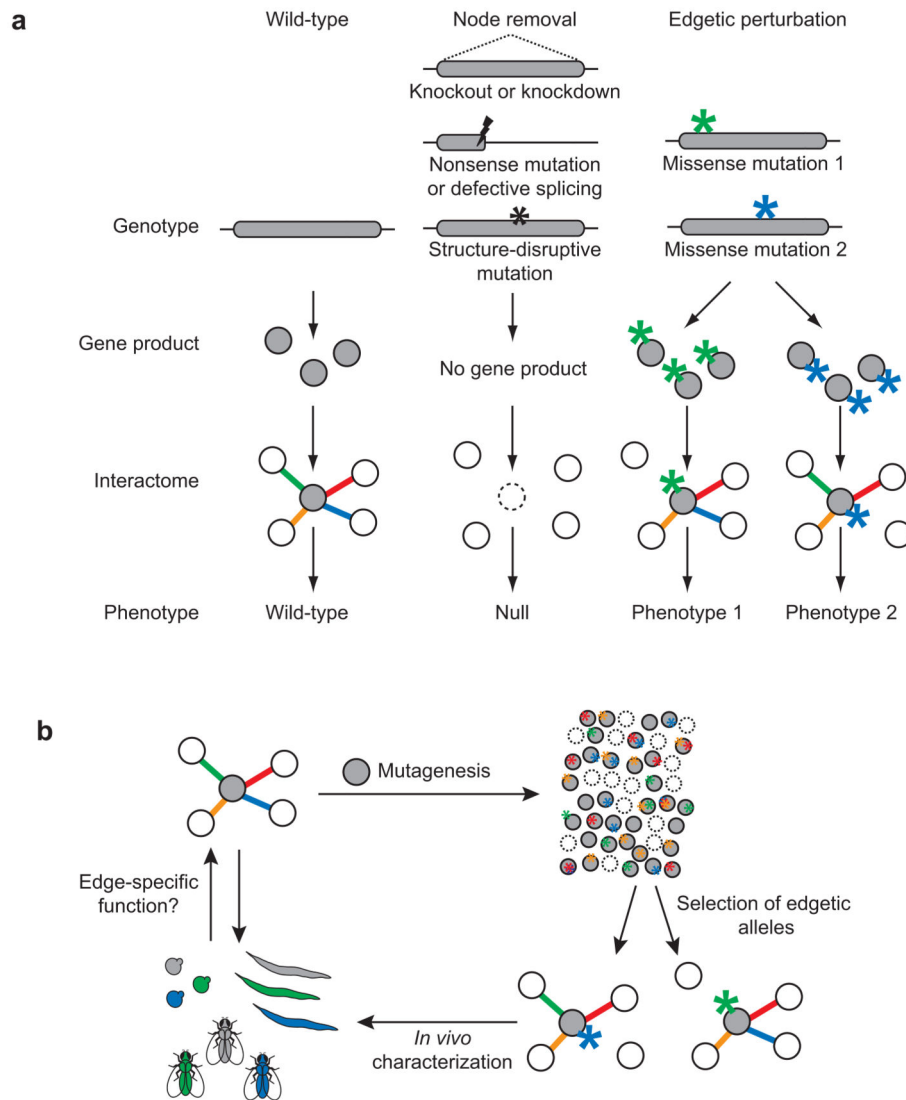 a
Wild-type
Node removal
Edgetic perturbation
Knockout or knockdown
Nonsense mutation
or defective splicing
Missense mutation 1
Genotype
Structure-disruptive
mutation
Missense mutation 2
Gene product
No gene product
Interactome
Phenotype
Wild-type
Null
Phenotype 1
Phenotype 2
b
Mutagenesis
Edge-specific
function?
Selection of edgetic
alleles
In vivo
characterization